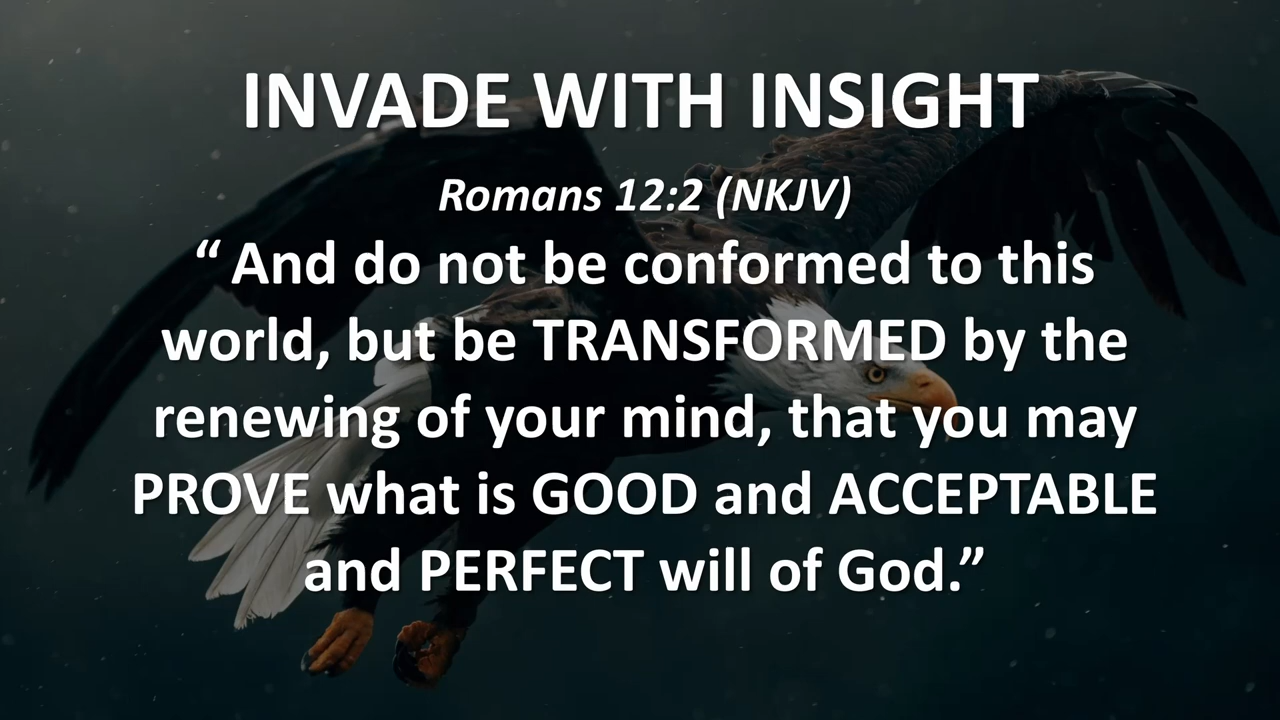 INVADE WITH INSIGHT
Romans 12:2 (NKJV)
“ And do not be conformed to this
world, but be TRANSFORMED by the
renewing of your mind, that you may
PROVE what is GOOD and ACCEPTABLE
and PERFECT will of God.”